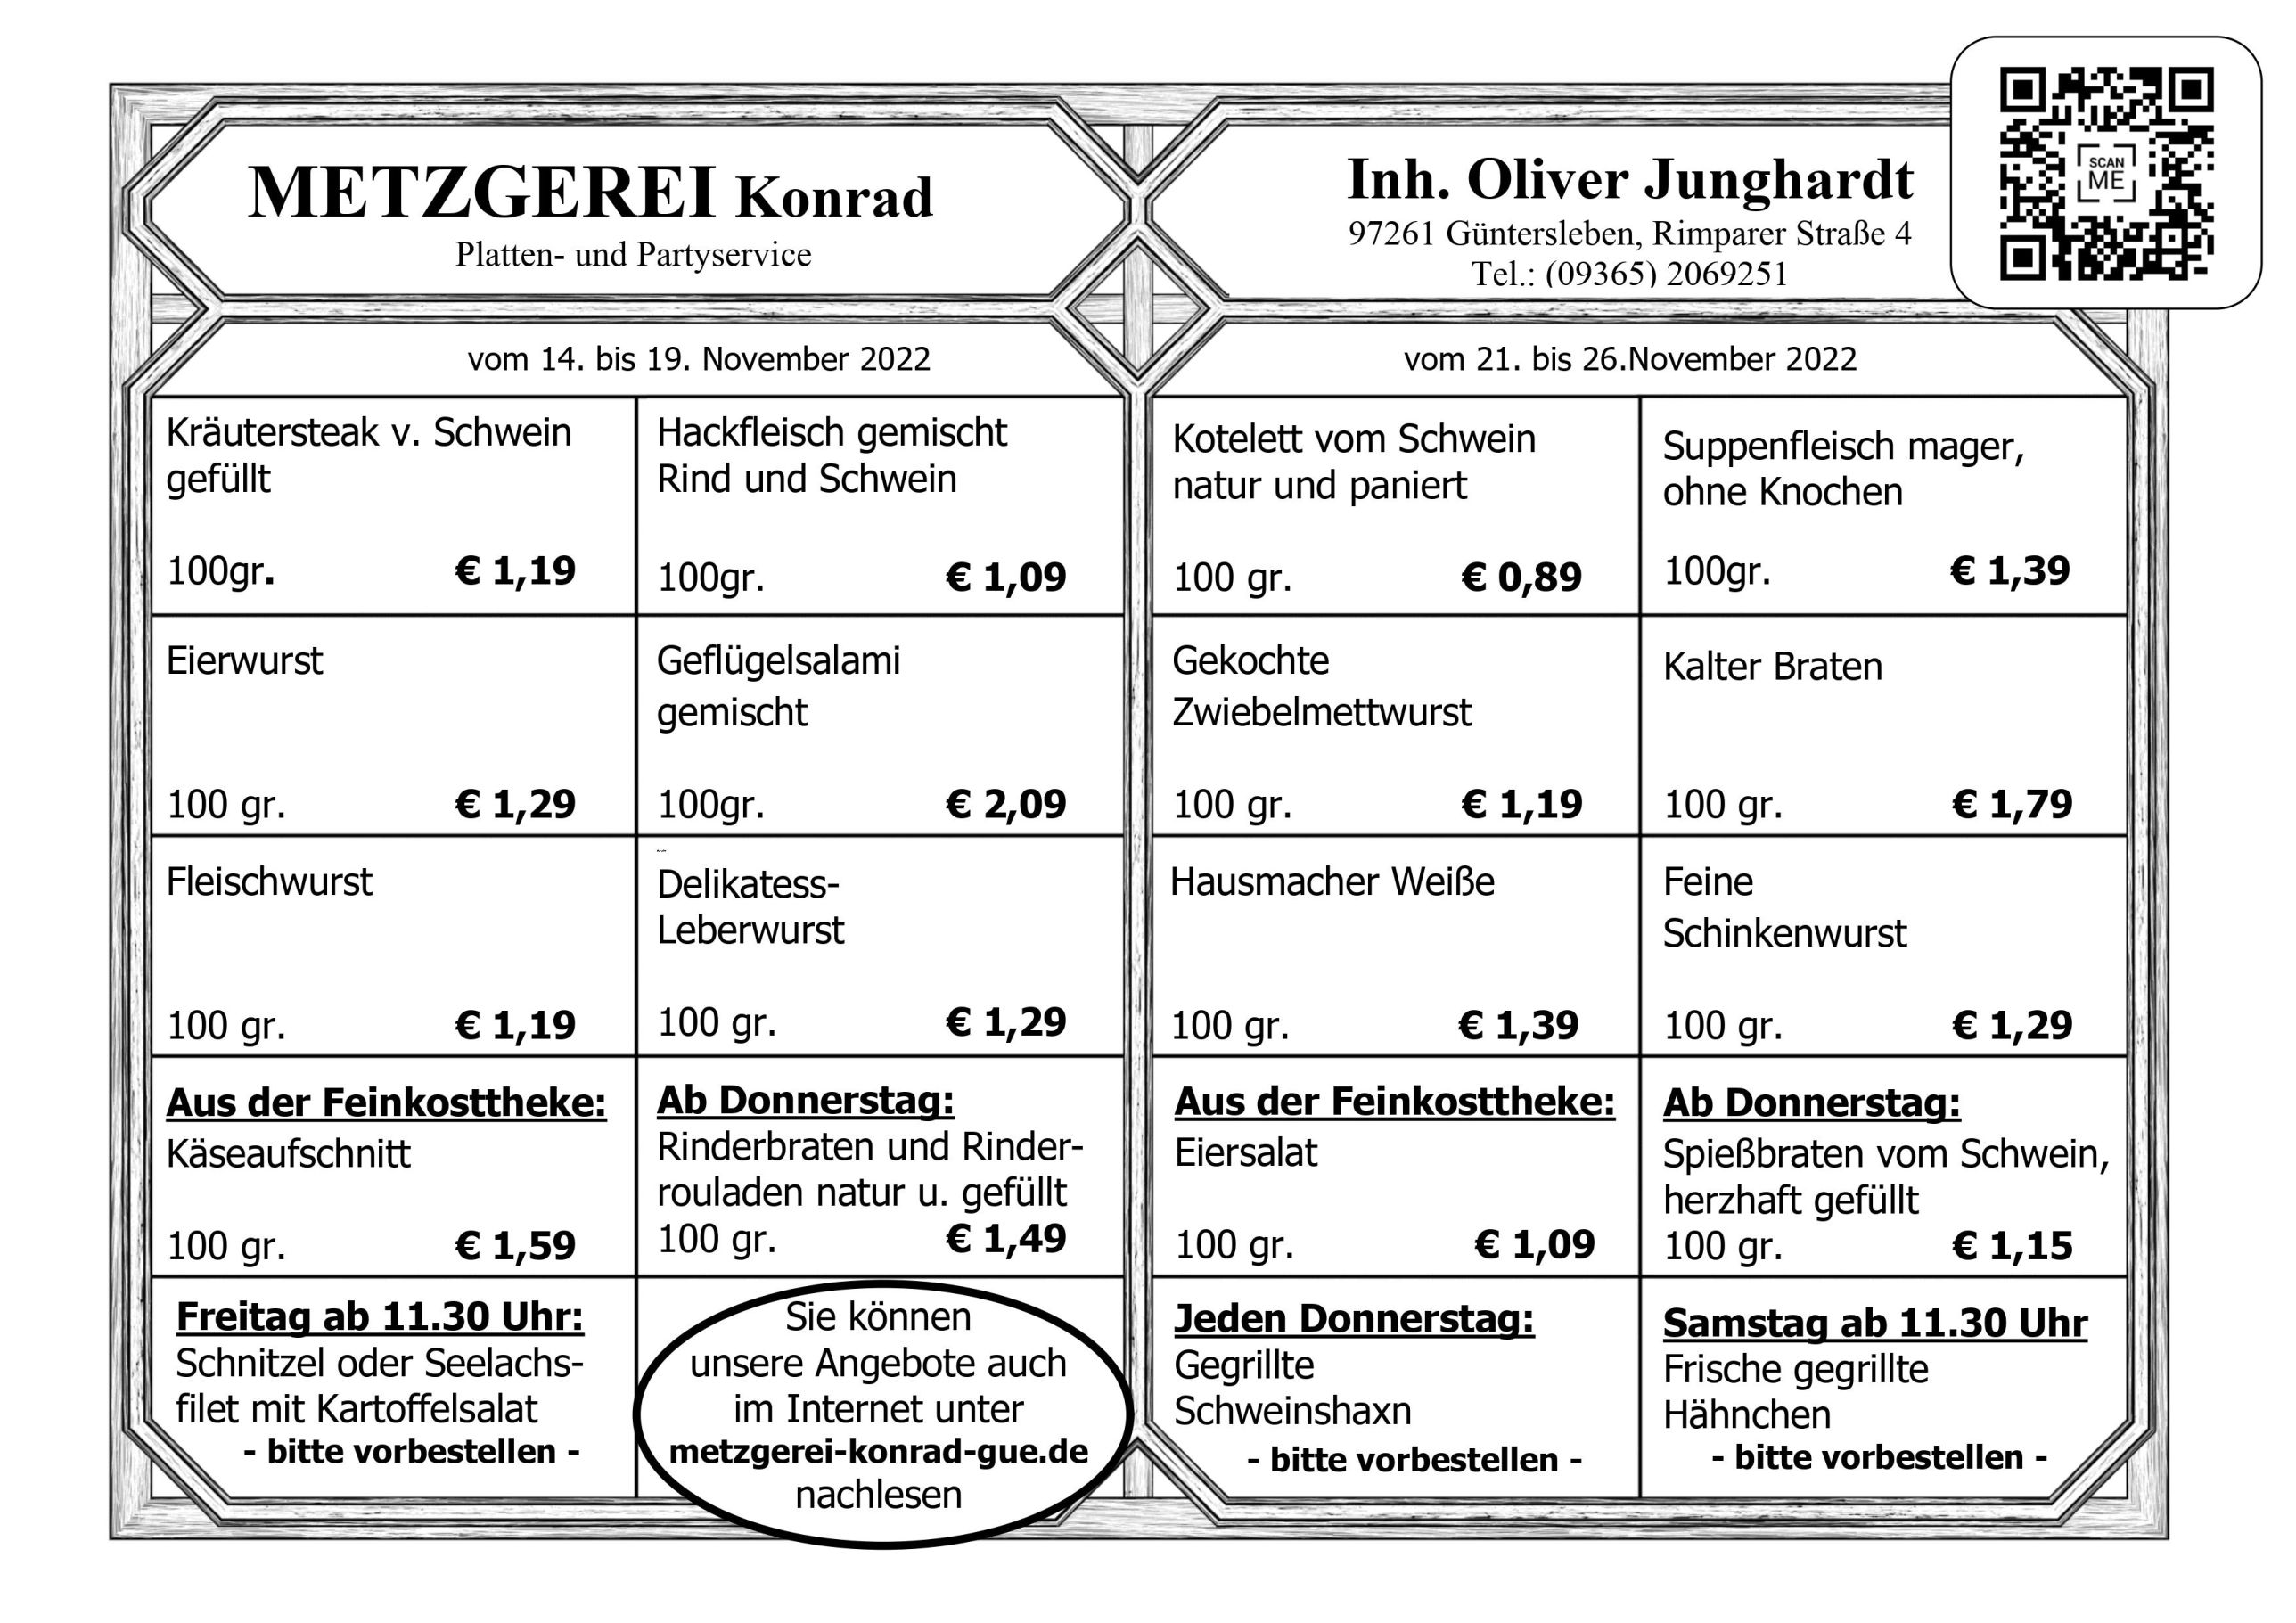 METZGEREI Konrad
Platten- und Partyservice
Inh. Oliver Junghardt
97261 Güntersleben, Rimparer Straße 4
Tel.: (09365) 2069251
SCAN
ME
vom 14. bis 19. November 2022
Kräutersteak v. Schwein
gefüllt
100gr. € 1,19
Hackfleisch gemischt
Rind und Schwein
100gr. € 1,09
Eierwurst
100 gr. € 1,29
Geflügelsalami
gemischt
100gr. € 2,09
Fleischwurst
100 gr. € 1,19
Delikatess-
Leberwurst
100 gr. € 1,29
Aus der Feinkosttheke:
Käseaufschnitt
100 gr. € 1,59
Ab Donnerstag:
Rinderbraten und Rinder-
rouladen natur u. gefüllt
100 gr. € 1,49
Freitag ab 11.30 Uhr:
Schnitzel oder Seelachs-
filet mit Kartoffelsalat
- bitte vorbestellen -
Sie können
unsere Angebote auch
im Internet unter
metzgerei-konrad-gue.de
nachlesen
vom 21. bis 26.November 2022
Kotelett vom Schwein
natur und paniert
100 gr. € 0,89
Suppenfleisch mager,
ohne Knochen
100gr. € 1,39
Gekochte
Zwiebelmettwurst
100 gr. € 1,19
Kalter Braten
100 gr. € 1,79
Hausmacher Weiße
100 gr. € 1,39
Feine
Schinkenwurst
100 gr. € 1,29
Aus der Feinkosttheke:
Eiersalat
100 gr. € 1,09
Ab Donnerstag:
Spießbraten vom Schwein,
herzhaft gefüllt
100 gr. € 1,15
Jeden Donnerstag:
Gegrillte
Schweinshaxn
- bitte vorbestellen -
Samstag ab 11.30 Uhr
Frische gegrillte
Hähnchen
- bitte vorbestellen -